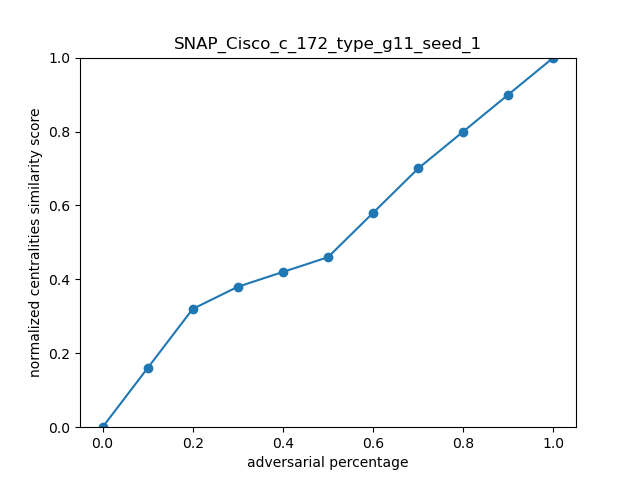 SNAP_Cisco_c_172_type_g11_seed_1
1.0
0.8
0.6
0.4
0.2
0.0
normalized centralities similarity score
0.0 0.2 0.4 0.6 0.8 1.0
adversarial percentage